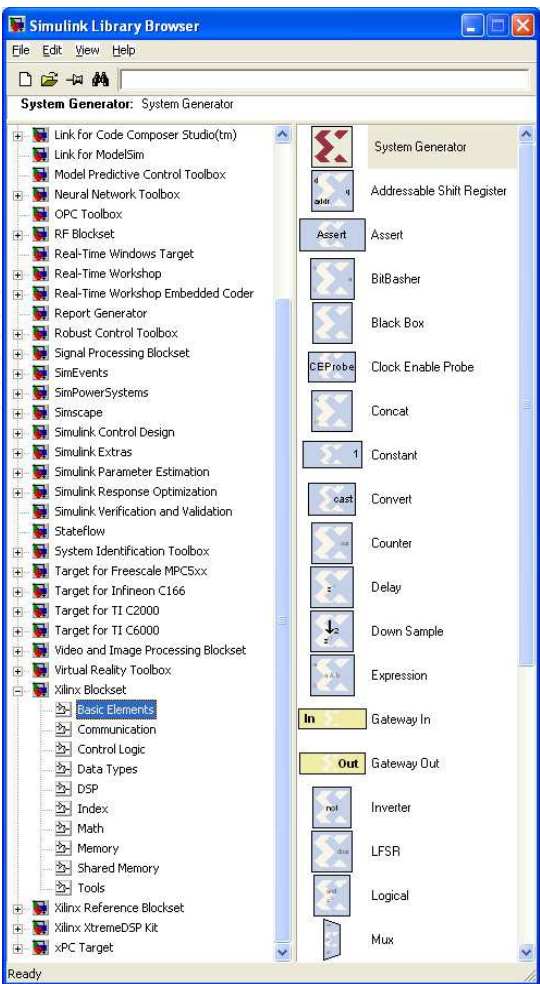 Simulink Library Browser
File Edit View Help
System Generator: System Generator
Link for Code Composer Studio(tm)
Link for ModelSim
Model Predictive Control Toolbox
Neural Network Toolbox
OPC Toolbox
RF Blockset
Real-Time Windows Target
Real-Time Workshop
Real-Time Workshop Embedded Coder
Report Generator
Robust Control Toolbox
Signal Processing Blockset
SimEvents
SimPowerSystems
Simscape
Simulink Control Design
Simulink Extras
Simulink Parameter Estimation
Simulink Response Optimization
Simulink Verification and Validation
Stateflow
System Identification Toolbox
Target for Freescale MPC5xx
Target for Infineon C166
Target for TI C2000
Target for TI C6000
Video and Image Processing Blockset
Virtual Reality Toolbox
Xilinx Blockset
Basic Elements
Communication
Control Logic
Data Types
DSP
Index
Math
Memory
Shared Memory
Tools
Xilinx Reference Blockset
Xilinx XtremeDSP Kit
xPC Target
System Generator
d q
addr
Addressable Shift Register
Assert Assert
BitBasher
Black Box
CEProbe Clock Enable Probe
Concat
1 Constant
cast Convert
out Counter
z Delay
2
z Down Sample
Expression
In Gateway In
Out Gateway Out
not Inverter
dout LFSR
and Logical
Mux
Ready